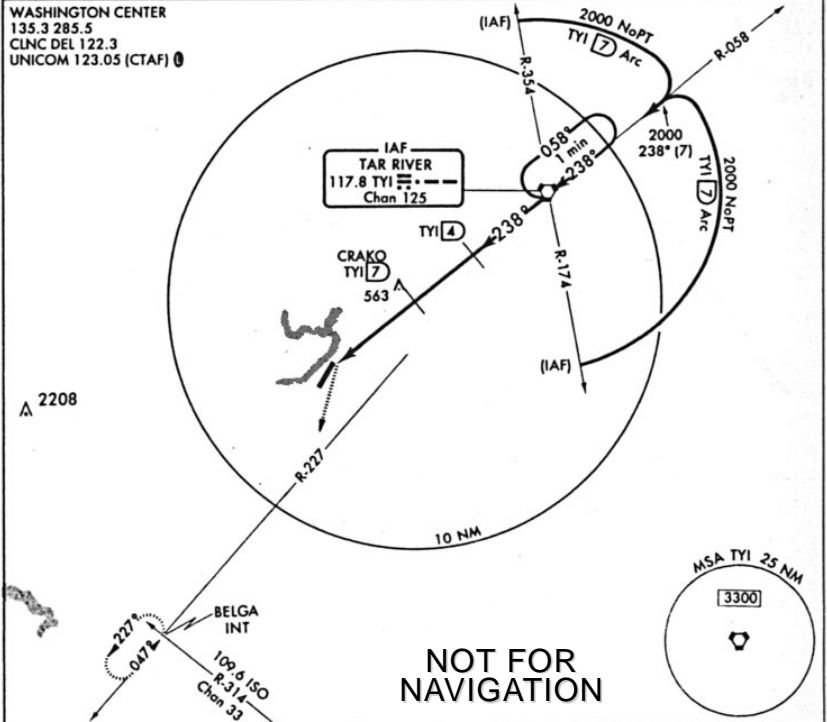 WASHINGTON CENTER
135.3 285.5
CLNC DEL 122.3
UNICOM 123.05 (CTAF) L
(IAF)
2000 NoPT
TYI 7 Arc
R-058
R-354
2000
238° (7)
2000 NoPT
TYI 7 Arc
058°
1 min
238°
IAF
TAR RIVER
117.8 TYI
Chan 125
238°
TYI 4
CRAKO
TYI 7
563
R-174
(IAF)
2208
R-227
10 NM
MSA TYI 25 NM
3300
BELGA
INT
227°
047°
109.6 ISO
R-314
Chan 33
NOT FOR
NAVIGATION